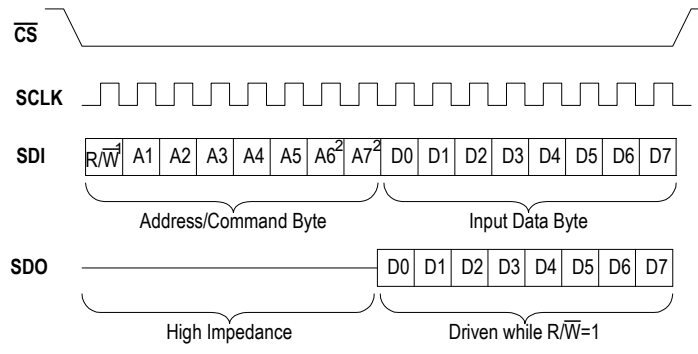 CS
SCLK
SDI R/W¹ A1 A2 A3 A4 A5 A6² A7² D0 D1 D2 D3 D4 D5 D6 D7
Address/Command Byte Input Data Byte
SDO D0 D1 D2 D3 D4 D5 D6 D7
High Impedance Driven while R/W=1